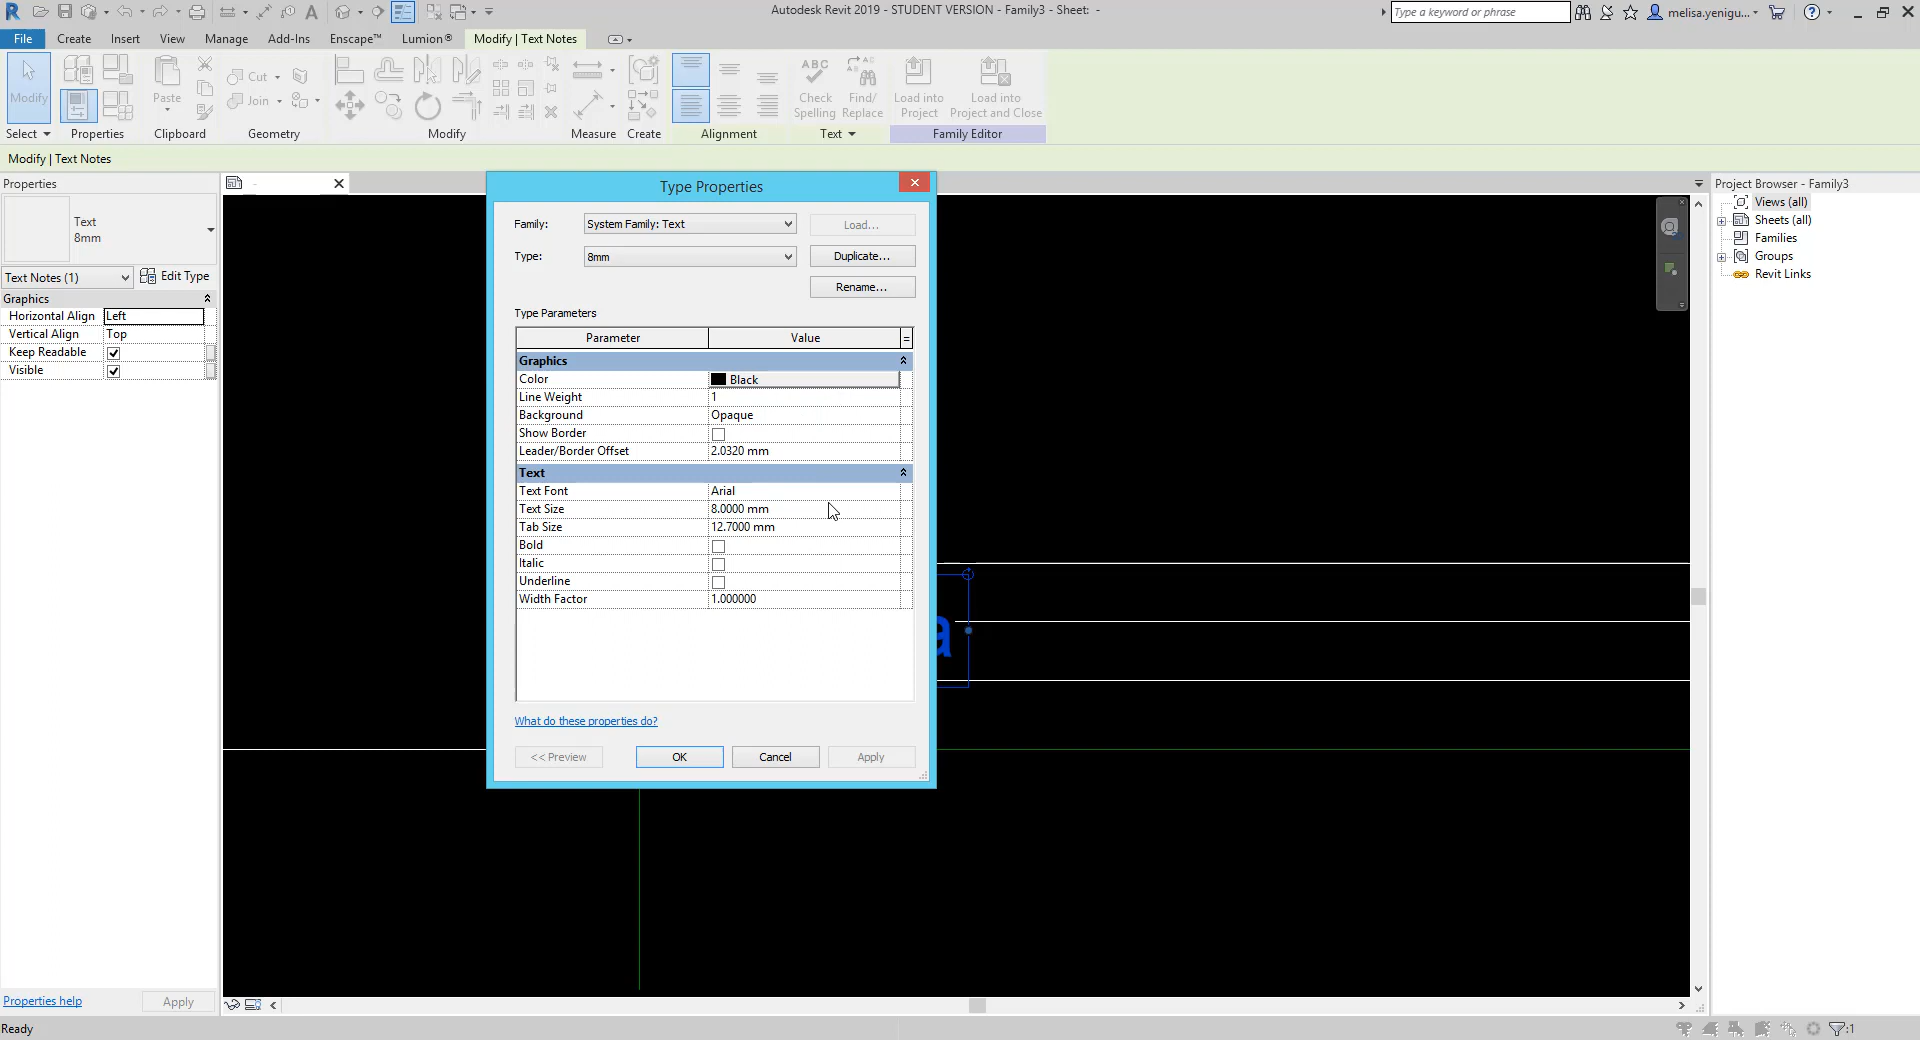 Autodesk Revit 2019 - STUDENT VERSION - Family3 - Sheet: -
Type a keyword or phrase
melisa.yenigu...
File Create Insert View Manage Add-Ins Enscape™ Lumion® Modify | Text Notes
Modify
Paste
Cut
Join
ABC
Check Spelling
Find/ Replace
Load into Project
Load into Project and Close
Select Properties Clipboard Geometry Modify Measure Create Alignment Text Family Editor
Modify | Text Notes
Properties
Text
8mm
Text Notes (1)
Edit Type
Graphics
Horizontal Align Left
Vertical Align Top
Keep Readable
Visible
Properties help
Apply
-
Type Properties
Family: System Family: Text Load...
Type: 8mm Duplicate...
Rename...
Type Parameters
Parameter Value =
Graphics
Color Black
Line Weight 1
Background Opaque
Show Border
Leader/Border Offset 2.0320 mm
Text
Text Font Arial
Text Size 8.0000 mm
Tab Size 12.7000 mm
Bold
Italic
Underline
Width Factor 1.000000
What do these properties do?
<< Preview OK Cancel Apply
a
Project Browser - Family3
Views (all)
Sheets (all)
Families
Groups
Revit Links
Ready
:1